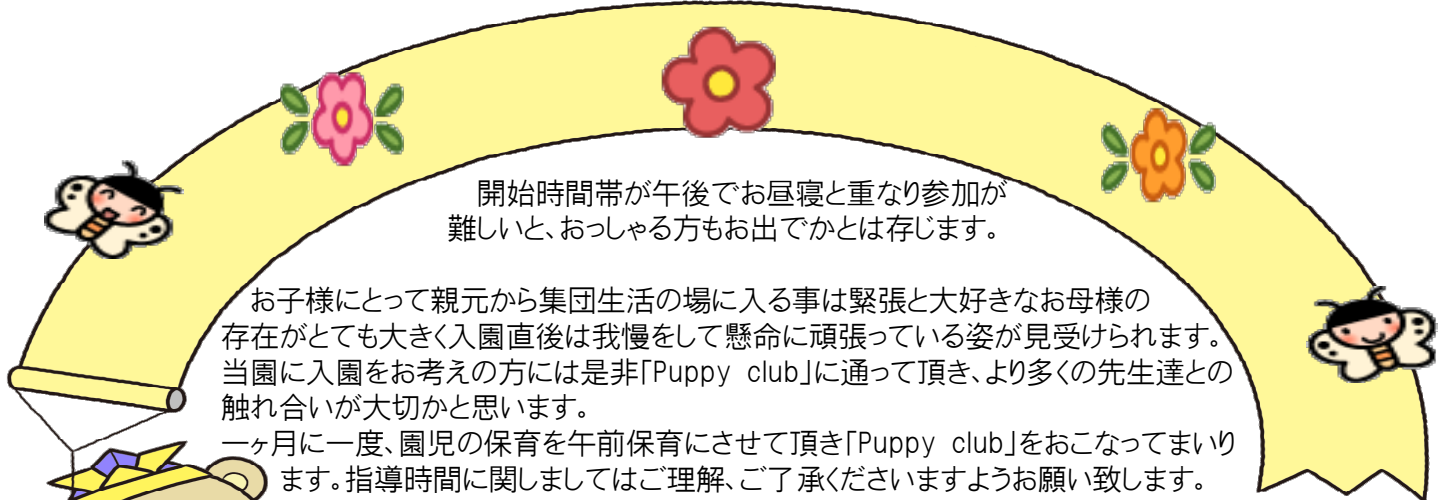 開始時間帯が午後でお昼寝と重なり参加が
難しいと、おっしゃる方もお出でかとは存じます。
お子様にとって親元から集団生活の場に入る事は緊張と大好きなお母様の
存在がとても大きく入園直後は我慢をして懸命に頑張っている姿が見受けられます。
当園に入園をお考えの方には是非「Puppy club」に通って頂き、より多くの先生達との
触れ合いが大切かと思います。
一ヶ月に一度、園児の保育を午前保育にさせて頂き「Puppy club」をおこなってまいり
ます。指導時間に関しましてはご理解、ご了承くださいますようお願い致します。